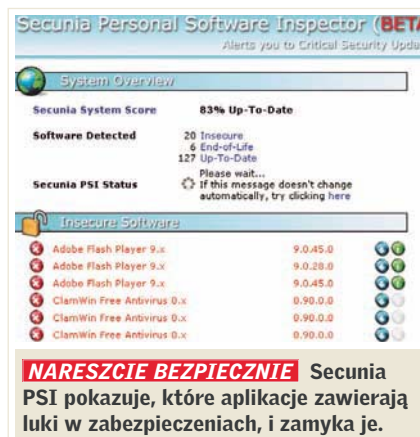 Secunia Personal Software Inspector (BETA
Alerts you to Critical Security Upda
System Overview
Secunia System Score 83% Up-To-Date
Software Detected 20 Insecure
6 End-of-Life
127 Up-To-Date
Secunia PSI Status Please wait...
If this message doesn't change
automatically, try clicking here
Insecure Software
Adobe Flash Player 9.x 9.0.45.0
Adobe Flash Player 9.x 9.0.28.0
Adobe Flash Player 9.x 9.0.45.0
ClamWin Free Antivirus 0.x 0.90.0.0
ClamWin Free Antivirus 0.x 0.90.0.0
ClamWin Free Antivirus 0.x 0.90.0.0
NARESZCIE BEZPIECZNIE Secunia
PSI pokazuje, które aplikacje zawierają
luki w zabezpieczeniach, i zamyka je.